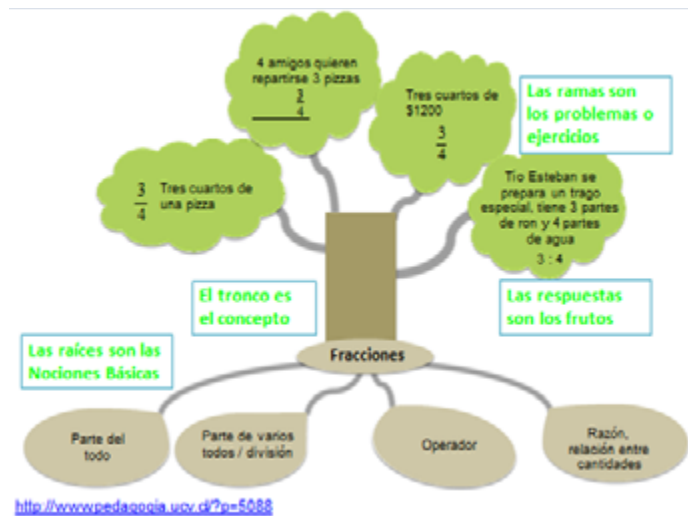 4 amigos quieren
repartirse 3 pizzas
3
4
Tres cuartos de
$1200
3
4
Las ramas son
los problemas o
ejercicios
3
4
Tres cuartos de
una pizza
Tío Esteban se
prepara un trago
especial, tiene 3 partes
de ron y 4 partes
de agua
3 : 4
El tronco es
el concepto
Las respuestas
son los frutos
Las raíces son las
Nociones Básicas
Fracciones
Parte del
todo
Parte de varios
todos / división
Operador
Razón,
relación entre
cantidades
http://www.pedagogia.ucv.cl/?p=5088